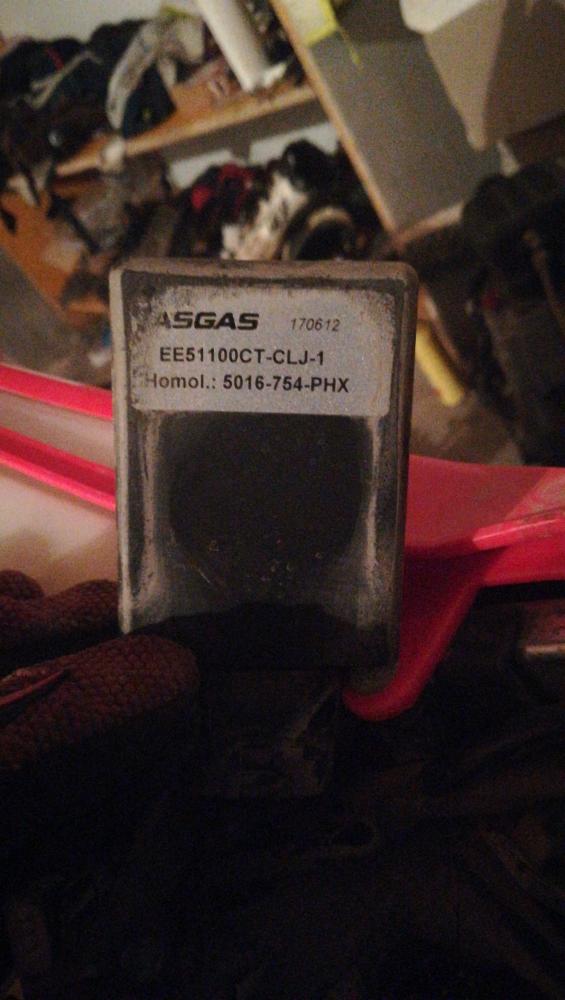 ASGAS 170612
EE51100CT-CLJ-1
Homol.: 5016-754-PHX